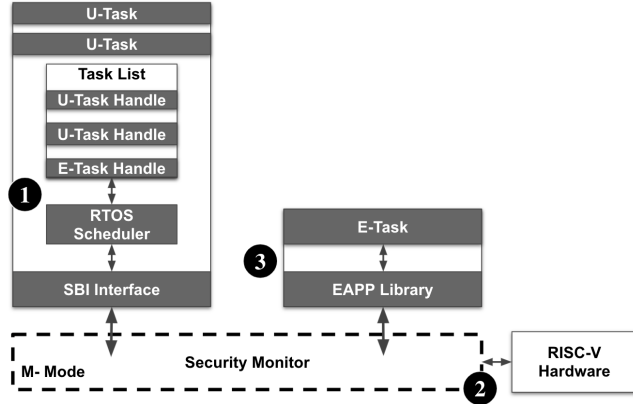 U-Task
U-Task
Task List
U-Task Handle
U-Task Handle
E-Task Handle
1
RTOS
Scheduler
SBI Interface
E-Task
3
EAPP Library
M- Mode
Security Monitor
2
RISC-V
Hardware